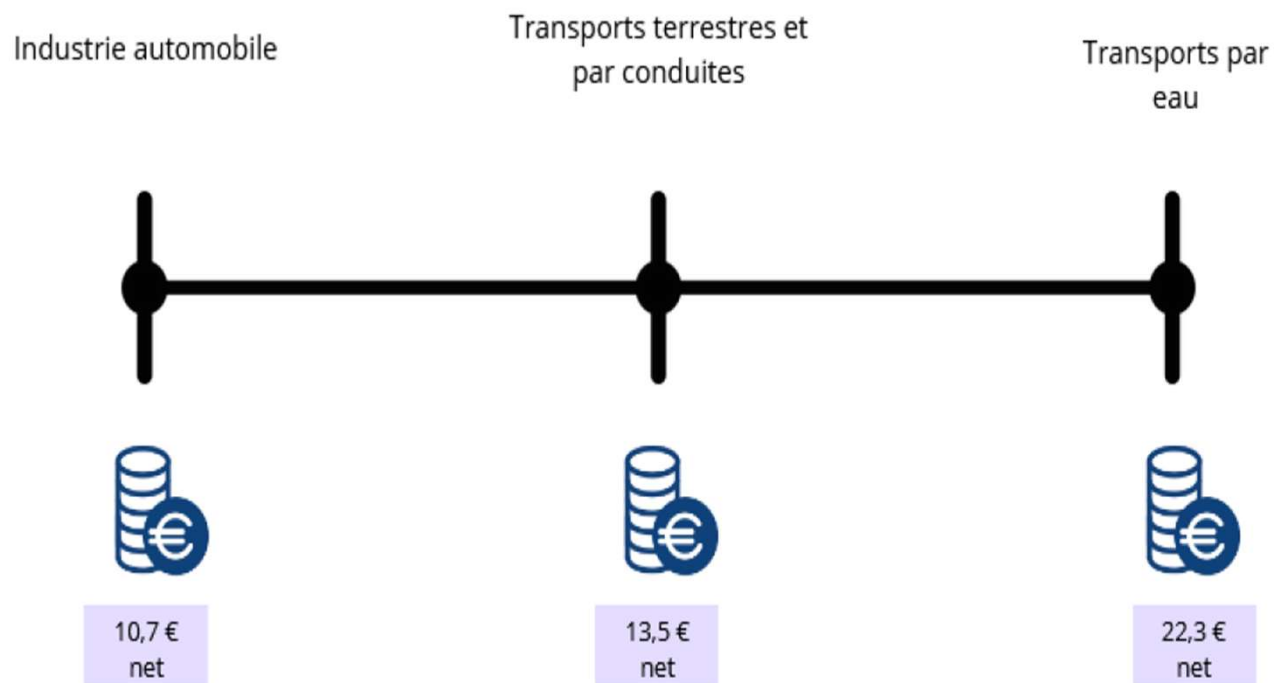 Industrie automobile
Transports terrestres et
par conduites
Transports par
eau
10,7 €
net
13,5 €
net
22,3 €
net